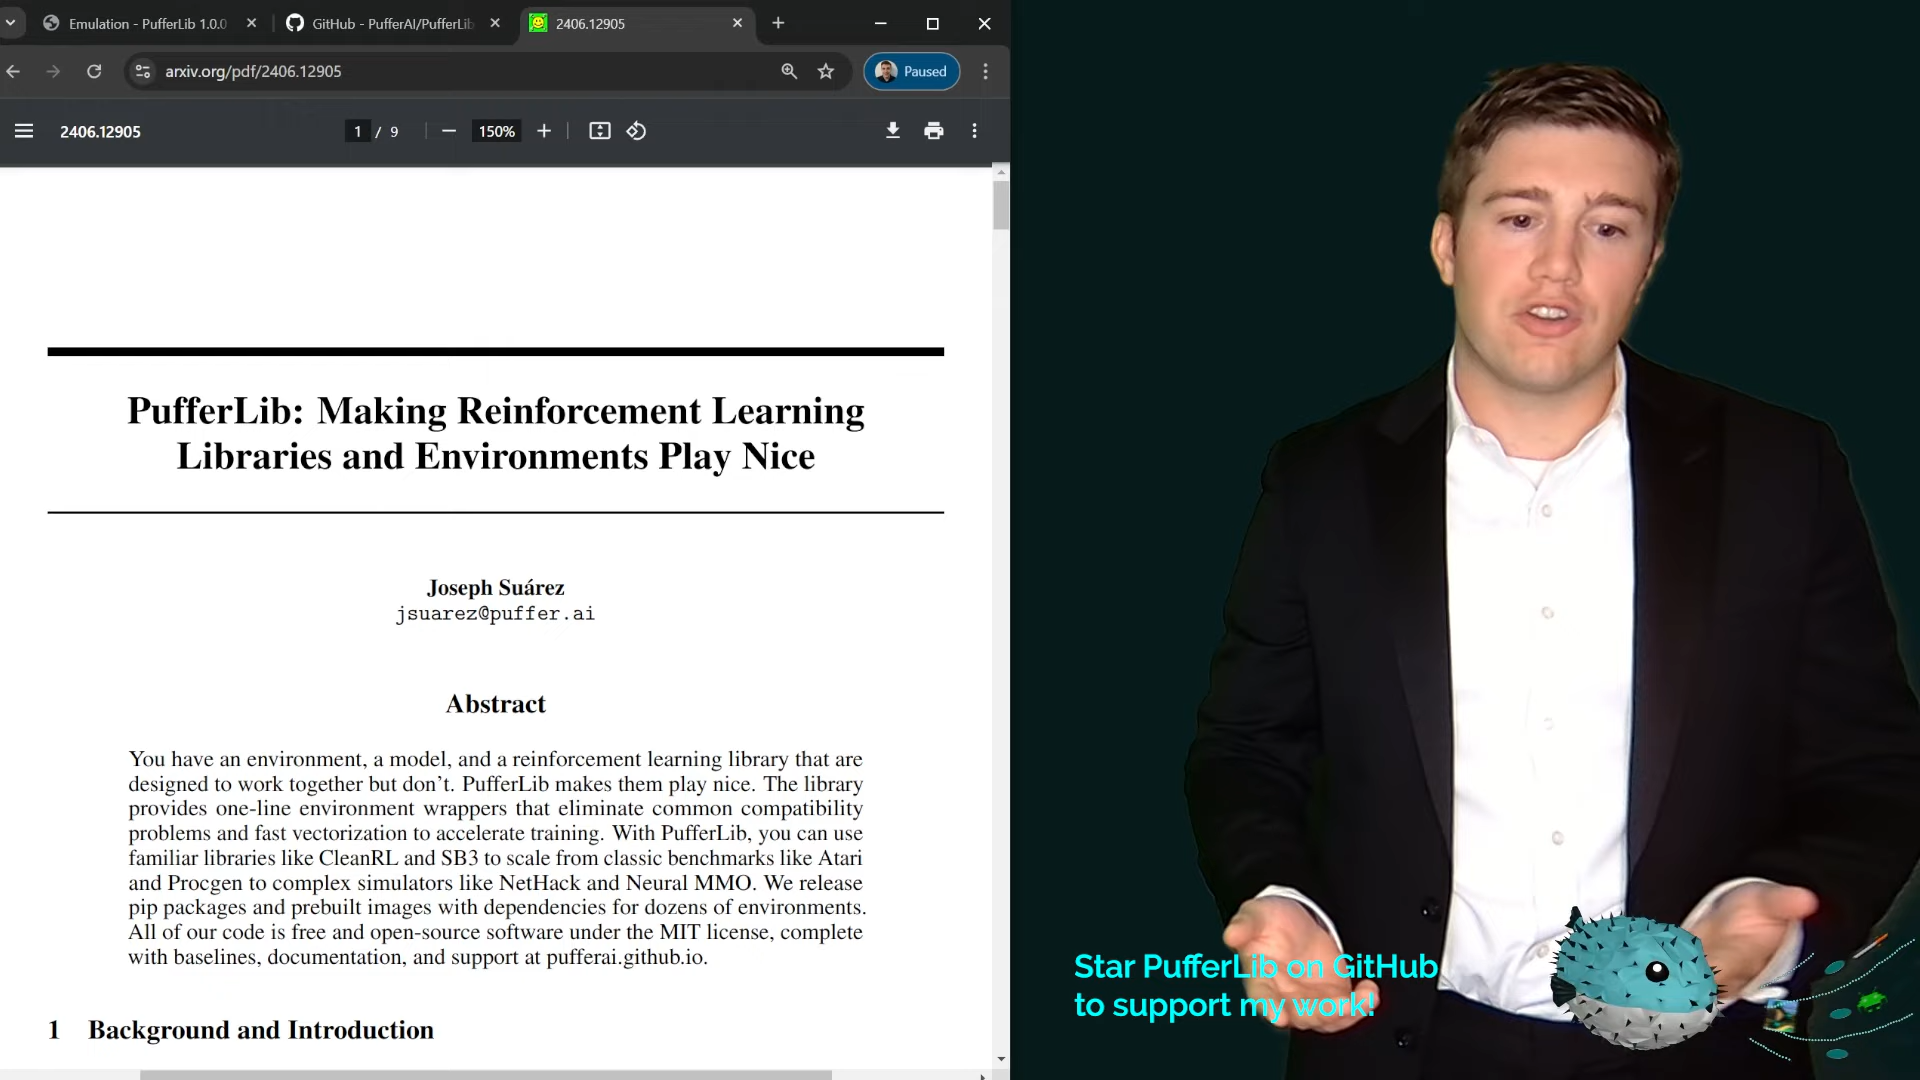 Emulation - PufferLib 1.0.0
GitHub - PufferAI/PufferLib
2406.12905
arxiv.org/pdf/2406.12905
Paused
2406.12905
1 / 9
150%
PufferLib: Making Reinforcement Learning
Libraries and Environments Play Nice
Joseph Suárez
jsuarez@puffer.ai
Abstract
You have an environment, a model, and a reinforcement learning library that are
designed to work together but don’t. PufferLib makes them play nice. The library
provides one-line environment wrappers that eliminate common compatibility
problems and fast vectorization to accelerate training. With PufferLib, you can use
familiar libraries like CleanRL and SB3 to scale from classic benchmarks like Atari
and Procgen to complex simulators like NetHack and Neural MMO. We release
pip packages and prebuilt images with dependencies for dozens of environments.
All of our code is free and open-source software under the MIT license, complete
with baselines, documentation, and support at pufferai.github.io.
1 Background and Introduction
Star PufferLib on GitHub
to support my work!